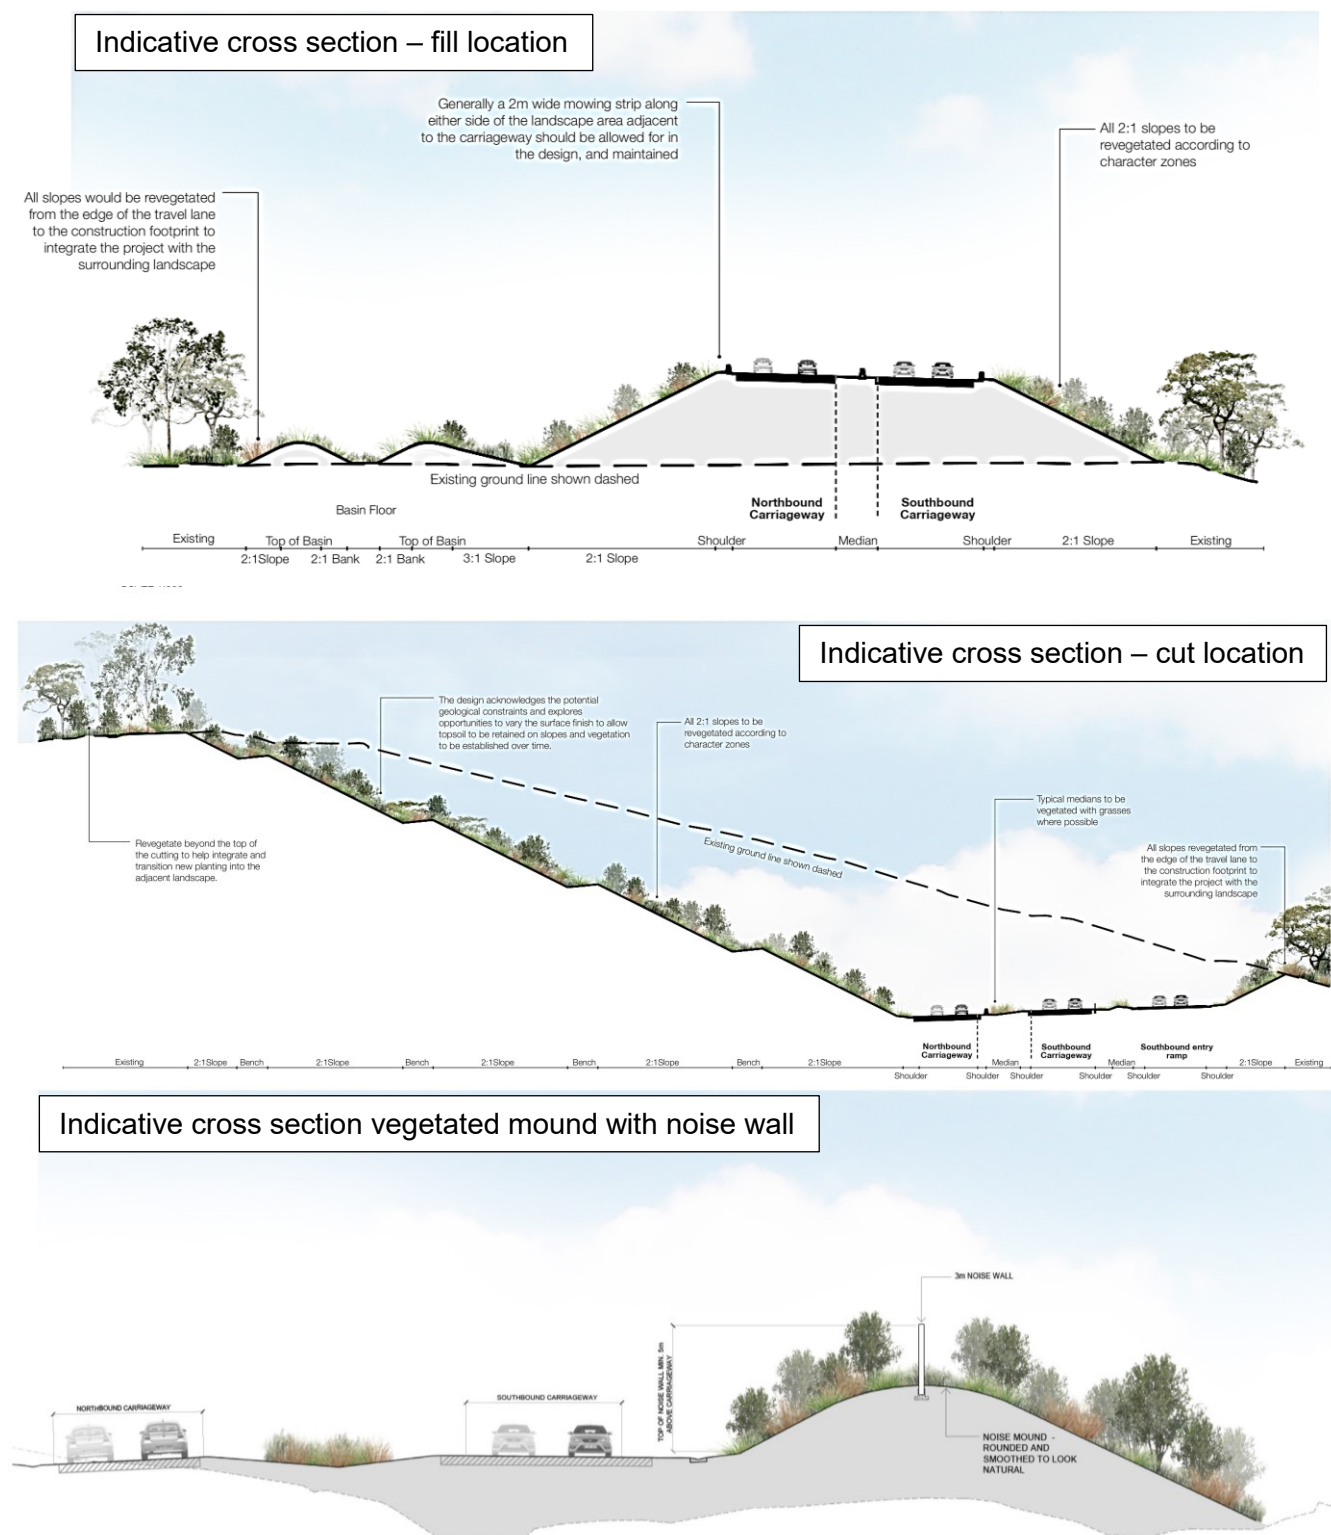 Indicative cross section – fill location
Generally a 2m wide mowing strip along
either side of the landscape area adjacent
to the carriageway should be allowed for in
the design, and maintained
All 2:1 slopes to be
revegetated according to
character zones
All slopes would be revegetated
from the edge of the travel lane
to the construction footprint to
integrate the project with the
surrounding landscape
Existing ground line shown dashed
Basin Floor
Northbound
Carriageway
Southbound
Carriageway
Existing
Top of Basin
Top of Basin
Shoulder
Median
Shoulder
2:1 Slope
Existing
2:1Slope
2:1 Bank
2:1 Bank
3:1 Slope
2:1 Slope
Indicative cross section – cut location
The design acknowledges the potential
geological constraints and explores
opportunities to vary the surface finish to allow
topsoil to be retained on slopes and vegetation
to be established over time.
All 2:1 slopes to be
revegetated according to
character zones
Typical medians to be
vegetated with grasses
where possible
Revegetate beyond the top of
the cutting to help integrate and
transition new planting into the
adjacent landscape.
Existing ground line shown dashed
All slopes revegetated from
the edge of the travel lane to
the construction footprint to
integrate the project with the
surrounding landscape
Northbound
Carriageway
Southbound
Carriageway
Southbound entry
ramp
Existing
2:1Slope
Bench
2:1Slope
Bench
2:1Slope
Bench
2:1Slope
Bench
2:1Slope
Median
Median
2:1Slope
Existing
Shoulder
Shoulder
Shoulder
Shoulder
Shoulder
Shoulder
Indicative cross section vegetated mound with noise wall
3m NOISE WALL
TOP OF NOISE WALL MIN. 5m
ABOVE CARRIAGEWAY
NORTHBOUND CARRIAGEWAY
SOUTHBOUND CARRIAGEWAY
NOISE MOUND -
ROUNDED AND
SMOOTHED TO LOOK
NATURAL